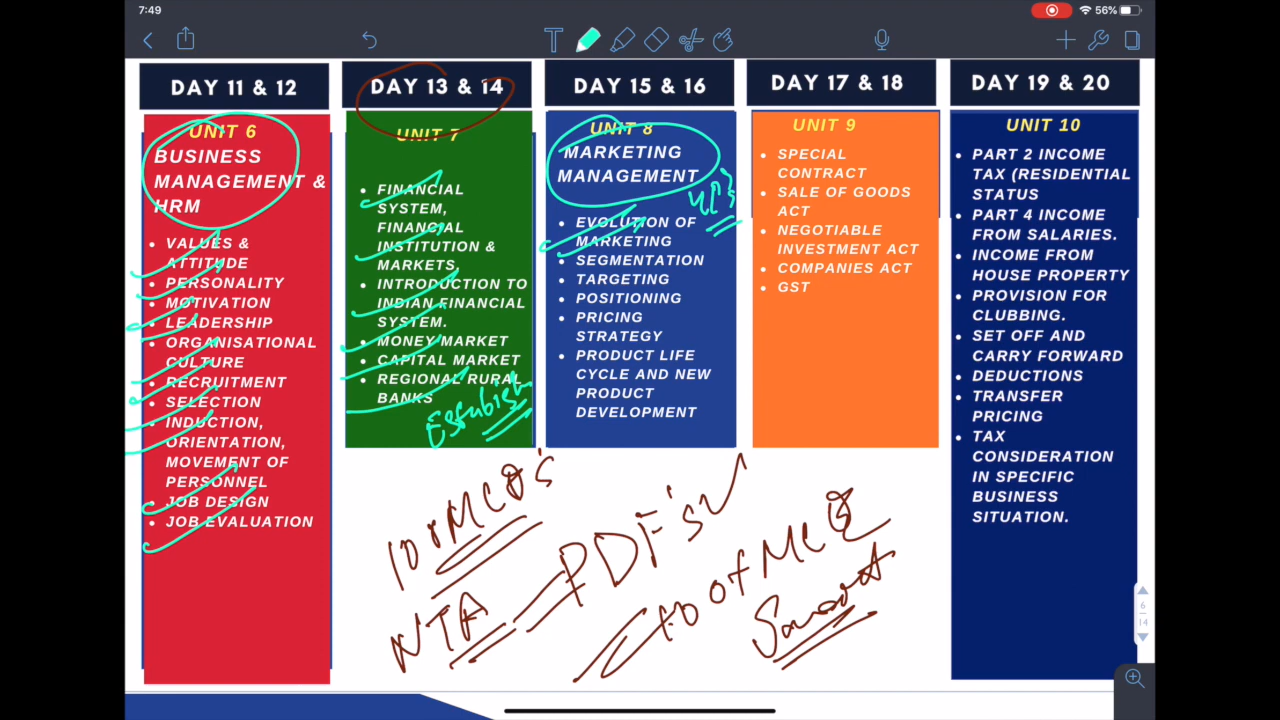 7:49
56%
DAY 11 & 12
UNIT 6
BUSINESS
MANAGEMENT &
HRM
• VALUES &
ATTITUDE
• PERSONALITY
• MOTIVATION
• LEADERSHIP
• ORGANISATIONAL
CULTURE
• RECRUITMENT
• SELECTION
• INDUCTION,
ORIENTATION,
MOVEMENT OF
PERSONNEL
• JOB DESIGN
• JOB EVALUATION
DAY 13 & 14
UNIT 7
• FINANCIAL
SYSTEM,
FINANCIAL
INSTITUTION &
MARKETS,
• INTRODUCTION TO
INDIAN FINANCIAL
SYSTEM.
• MONEY MARKET
• CAPITAL MARKET
• REGIONAL RURAL
BANKS
Establish
DAY 15 & 16
UNIT 8
MARKETING
MANAGEMENT
4P's
• EVOLUTION OF
MARKETING
• SEGMENTATION
• TARGETING
• POSITIONING
• PRICING
STRATEGY
• PRODUCT LIFE
CYCLE AND NEW
PRODUCT
DEVELOPMENT
DAY 17 & 18
UNIT 9
• SPECIAL
CONTRACT
• SALE OF GOODS
ACT
• NEGOTIABLE
INVESTMENT ACT
• COMPANIES ACT
• GST
DAY 19 & 20
UNIT 10
• PART 2 INCOME
TAX (RESIDENTIAL
STATUS
• PART 4 INCOME
FROM SALARIES.
• INCOME FROM
HOUSE PROPERTY
• PROVISION FOR
CLUBBING.
• SET OFF AND
CARRY FORWARD
• DEDUCTIONS
• TRANSFER
PRICING
• TAX
CONSIDERATION
IN SPECIFIC
BUSINESS
SITUATION.
100 MCQ's
NTA PDF's
of MCQ
6
14